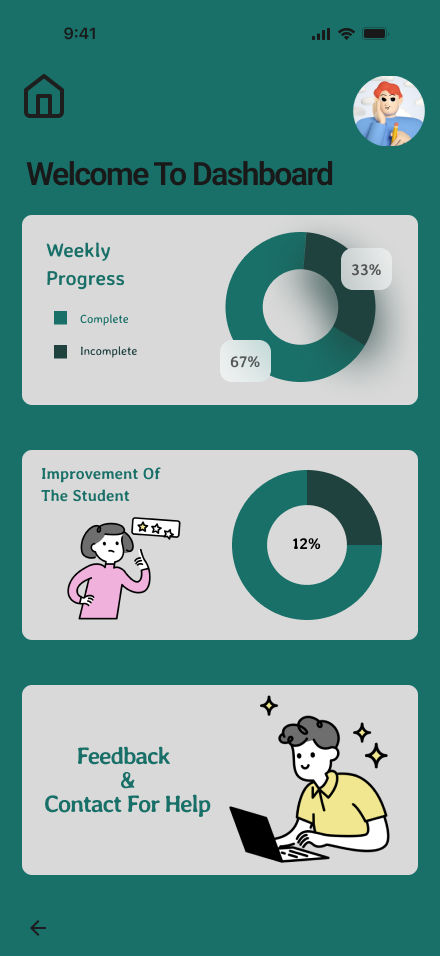 9:41
Welcome To Dashboard
Weekly
Progress
Complete
Incomplete
33%
67%
Improvement Of
The Student
12%
Feedback
&
Contact For Help